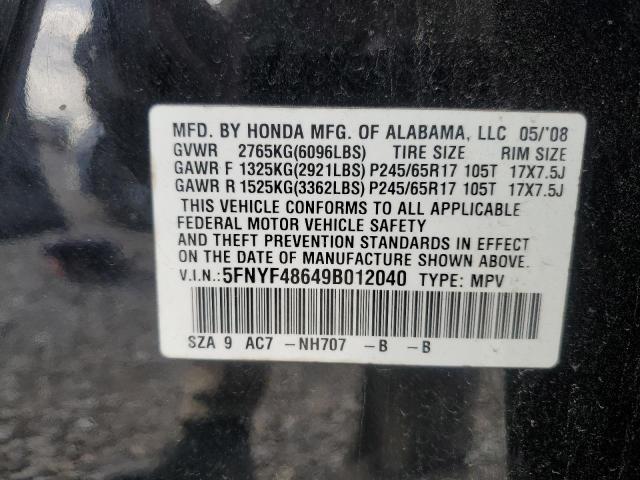 MFD. BY HONDA MFG. OF ALABAMA, LLC 05/'08
GVWR 2765KG(6096LBS) TIRE SIZE RIM SIZE
GAWR F 1325KG(2921LBS) P245/65R17 105T 17X7.5J
GAWR R 1525KG(3362LBS) P245/65R17 105T 17X7.5J
THIS VEHICLE CONFORMS TO ALL APPLICABLE
FEDERAL MOTOR VEHICLE SAFETY
AND THEFT PREVENTION STANDARDS IN EFFECT
ON THE DATE OF MANUFACTURE SHOWN ABOVE.
V.I.N.:5FNYF48649B012040 TYPE: MPV
SZA 9 AC7 -NH707 -B -B